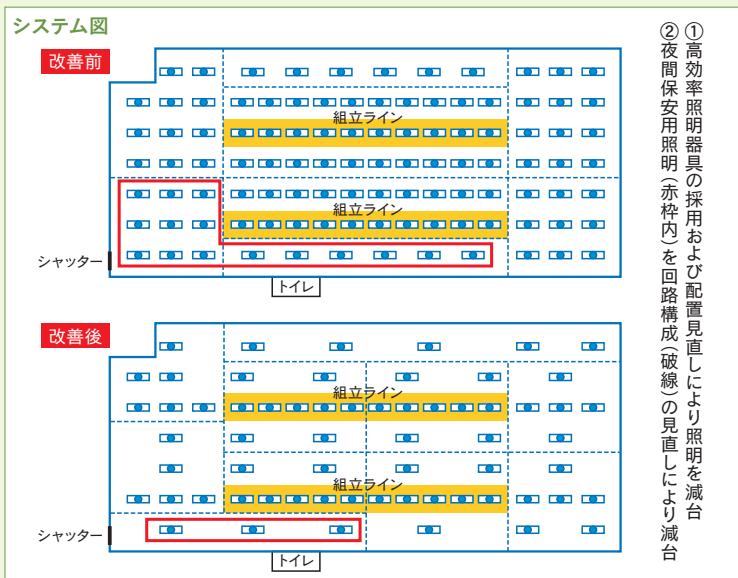 システム図
改善前
組立ライン
組立ライン
シャッター
トイレ
改善後
組立ライン
組立ライン
シャッター
トイレ
①高効率照明器具の採用および配置見直しにより照明を減台
②夜間保安用照明(赤枠内)を回路構成(破線)の見直しにより減台